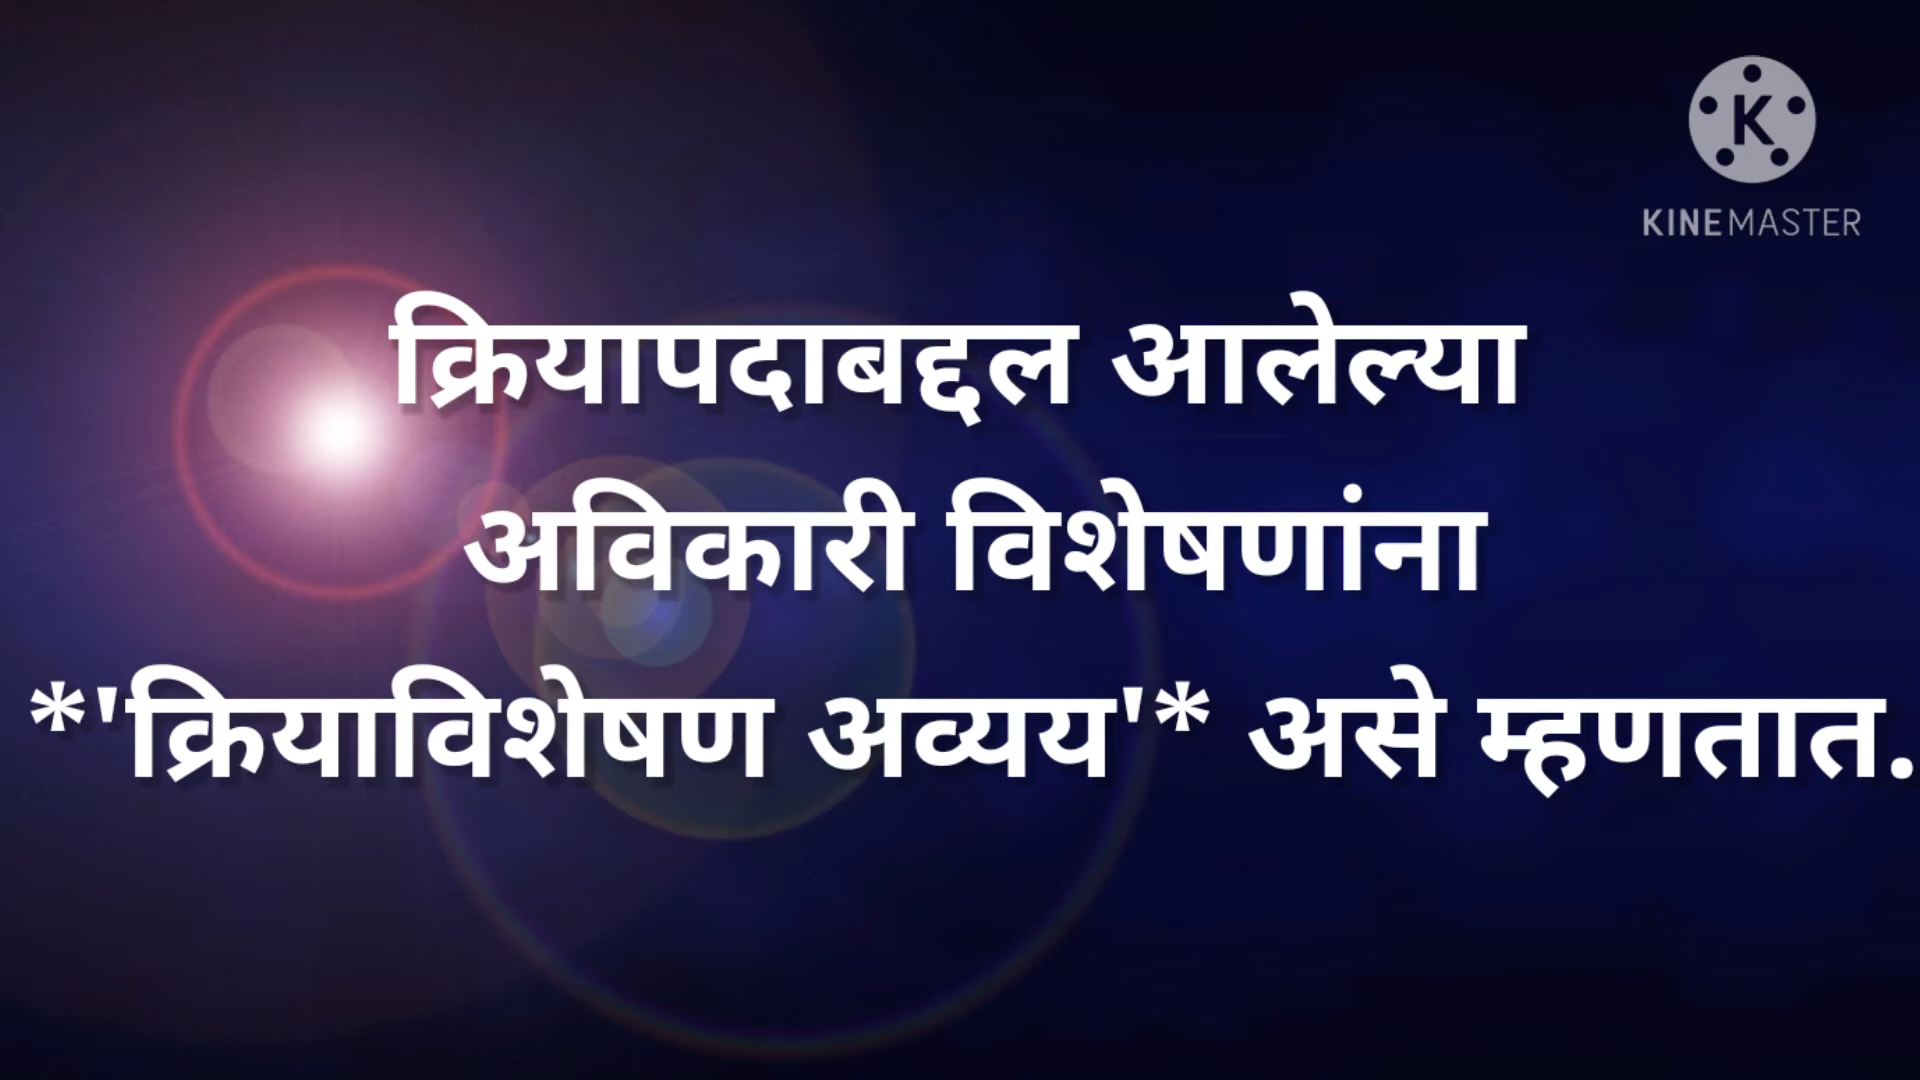 K
KINEMASTER
क्रियापदाबद्दल आलेल्या
अविकारी विशेषणांना
*'क्रियाविशेषण अव्यय'* असे म्हणतात.